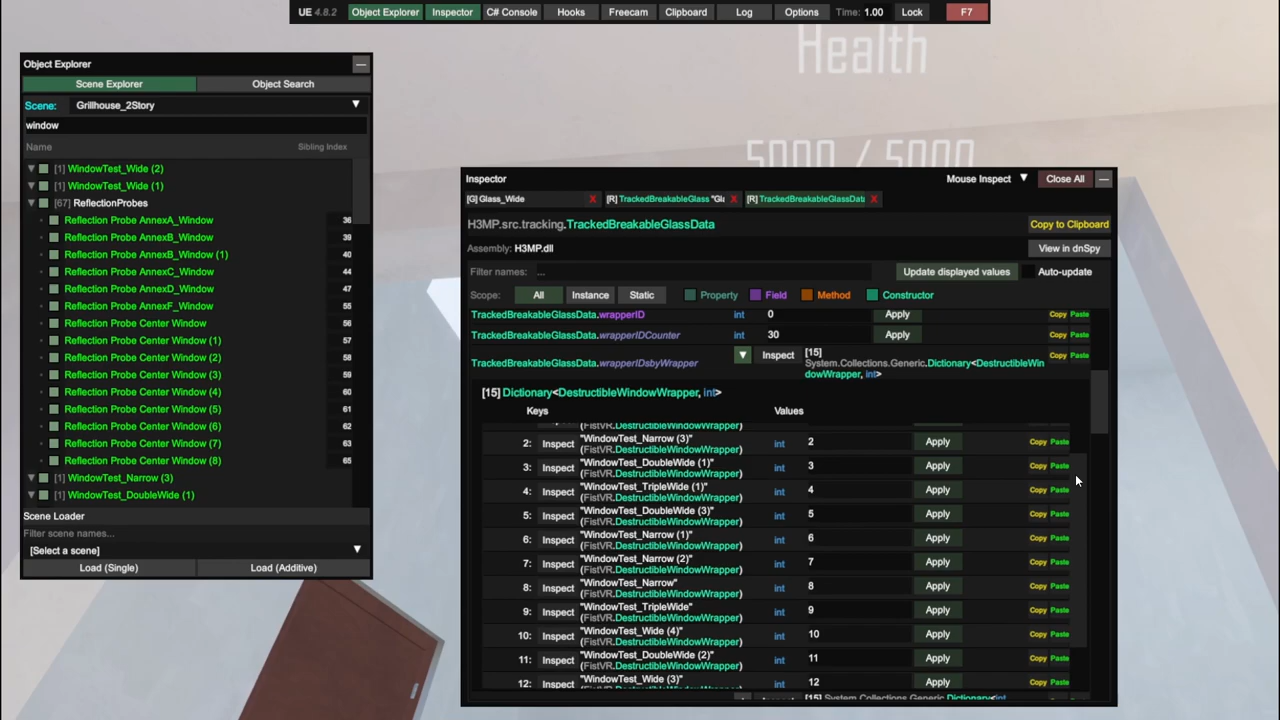 UE 4.8.2 Object Explorer Inspector C# Console Hooks Freecam Clipboard Log Options Time: 1.00 Lock F7
Health
5000 / 5000
Object Explorer —
Scene Explorer Object Search
Scene: Grillhouse_2Story ▼
window
Name Sibling Index
▼ [1] WindowTest_Wide (2)
▼ [1] WindowTest_Wide (1)
▼ [67] ReflectionProbes
Reflection Probe AnnexA_Window 36
Reflection Probe AnnexB_Window 39
Reflection Probe AnnexB_Window (1) 40
Reflection Probe AnnexC_Window 44
Reflection Probe AnnexD_Window 47
Reflection Probe AnnexF_Window 55
Reflection Probe Center Window 56
Reflection Probe Center Window (1) 57
Reflection Probe Center Window (2) 58
Reflection Probe Center Window (3) 59
Reflection Probe Center Window (4) 60
Reflection Probe Center Window (5) 61
Reflection Probe Center Window (6) 62
Reflection Probe Center Window (7) 63
Reflection Probe Center Window (8) 65
▼ [1] WindowTest_Narrow (3)
▼ [1] WindowTest_DoubleWide (1)
Scene Loader
Filter scene names...
[Select a scene] ▼
Load (Single) Load (Additive)
Inspector Mouse Inspect ▼ Close All —
[G] Glass_Wide X [R] TrackedBreakableGlass "Gla X [R] TrackedBreakableGlassData X
H3MP.src.tracking.TrackedBreakableGlassData Copy to Clipboard
Assembly: H3MP.dll View in dnSpy
Filter names: ... Update displayed values Auto-update
Scope: All Instance Static Property Field Method Constructor
TrackedBreakableGlassData.wrapperID int 0 Apply Copy Paste
TrackedBreakableGlassData.wrapperIDCounter int 30 Apply Copy Paste
TrackedBreakableGlassData.wrapperIDsbyWrapper ▼ Inspect [15] Copy Paste
System.Collections.Generic.Dictionary<DestructibleWin
dowWrapper, int>
[15] Dictionary<DestructibleWindowWrapper, int>
Keys Values
(FistVR.DestructibleWindowWrapper)
2: Inspect "WindowTest_Narrow (3)" int 2 Apply Copy Paste
(FistVR.DestructibleWindowWrapper)
3: Inspect "WindowTest_DoubleWide (1)" int 3 Apply Copy Paste
(FistVR.DestructibleWindowWrapper)
4: Inspect "WindowTest_TripleWide (1)" int 4 Apply Copy Paste
(FistVR.DestructibleWindowWrapper)
5: Inspect "WindowTest_DoubleWide (3)" int 5 Apply Copy Paste
(FistVR.DestructibleWindowWrapper)
6: Inspect "WindowTest_Narrow (1)" int 6 Apply Copy Paste
(FistVR.DestructibleWindowWrapper)
7: Inspect "WindowTest_Narrow (2)" int 7 Apply Copy Paste
(FistVR.DestructibleWindowWrapper)
8: Inspect "WindowTest_Narrow" int 8 Apply Copy Paste
(FistVR.DestructibleWindowWrapper)
9: Inspect "WindowTest_TripleWide" int 9 Apply Copy Paste
(FistVR.DestructibleWindowWrapper)
10: Inspect "WindowTest_Wide (4)" int 10 Apply Copy Paste
(FistVR.DestructibleWindowWrapper)
11: Inspect "WindowTest_DoubleWide (2)" int 11 Apply Copy Paste
(FistVR.DestructibleWindowWrapper)
12: Inspect "WindowTest_Wide (3)" int 12 Apply Copy Paste
Inspect [15] System.Collections.Generic.Dictionary<int